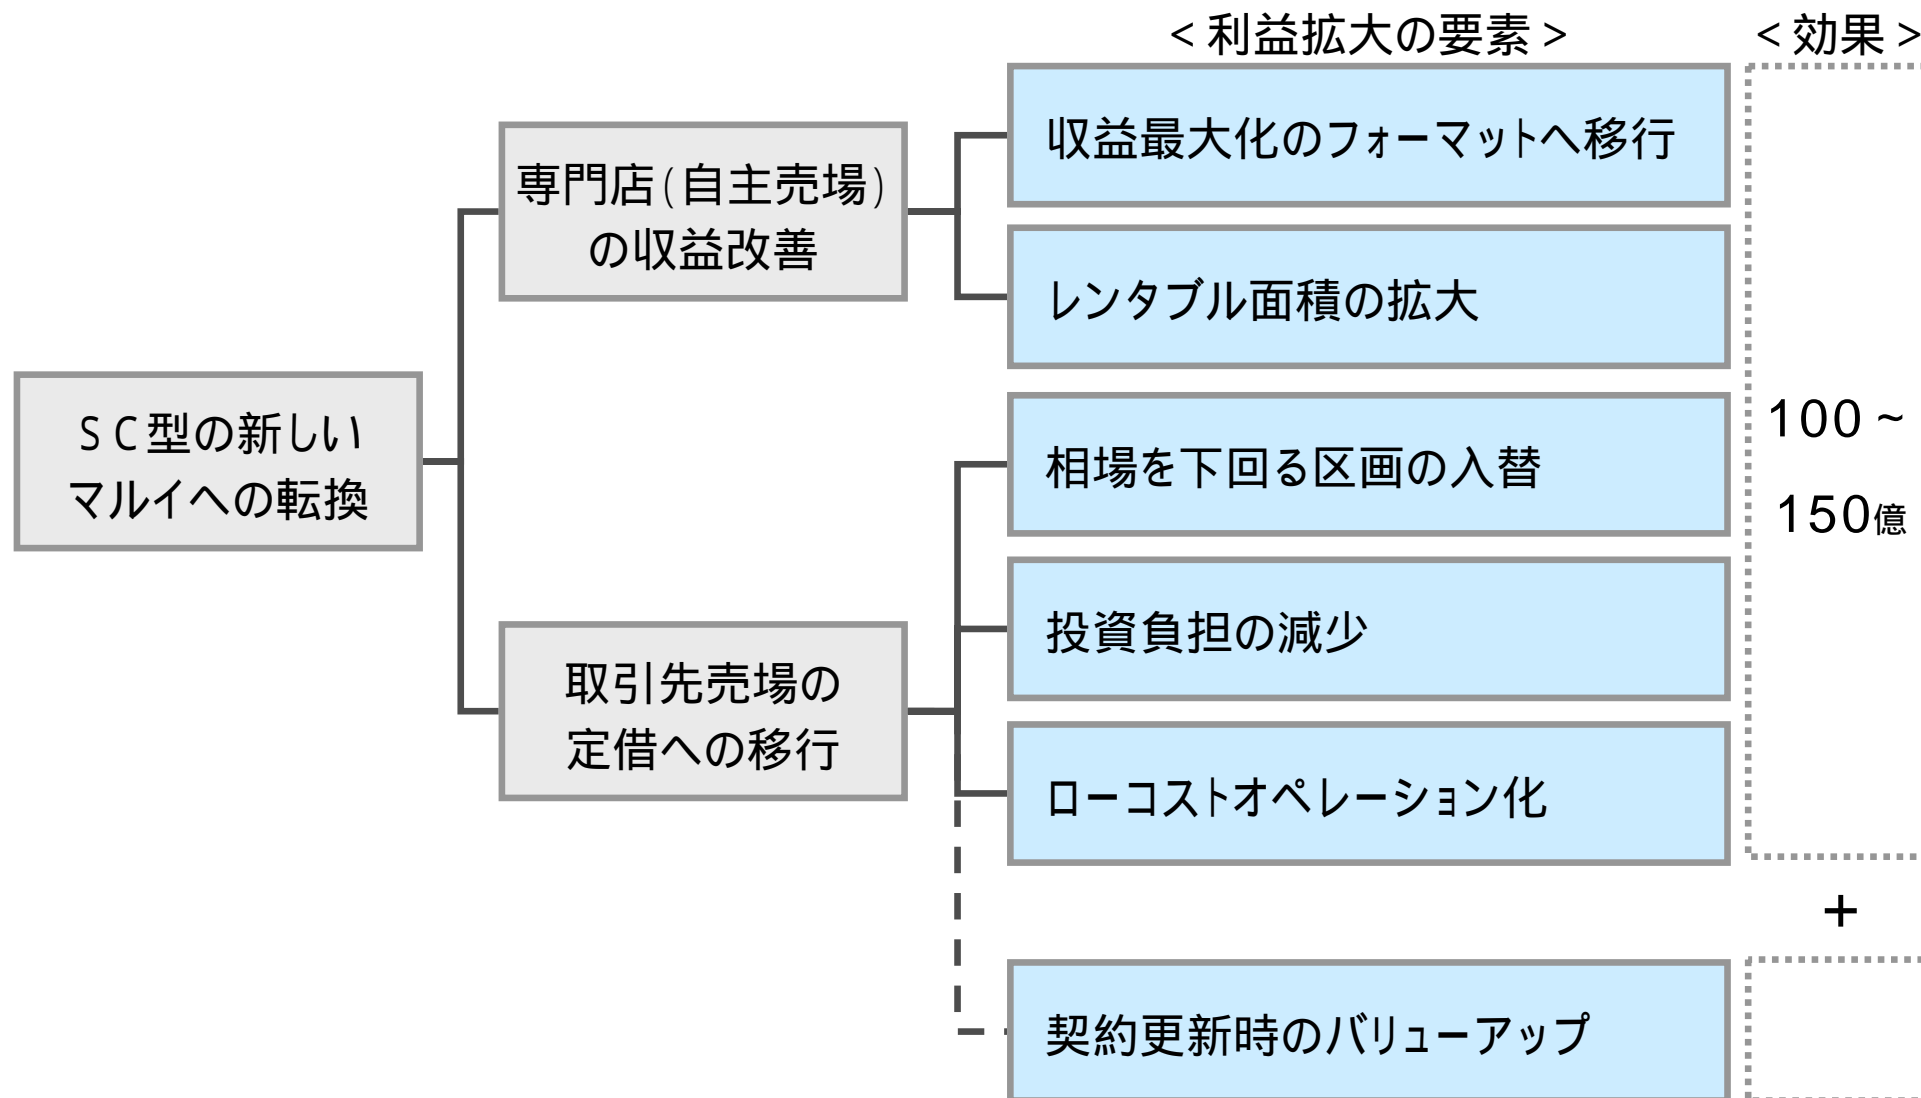 ＜利益拡大の要素＞
＜効果＞
収益最大化のフォーマットへ移行
専門店(自主売場)
の収益改善
レンタブル面積の拡大
ＳＣ型の新しい
マルイへの転換
100～
150億
相場を下回る区画の入替
投資負担の減少
取引先売場の
定借への移行
ローコストオペレーション化
＋
契約更新時のバリューアップ